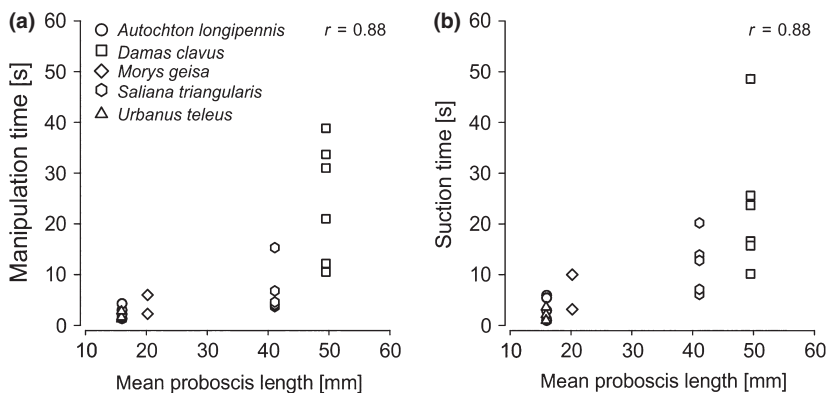 (a)
Autochton longipennis
Damas clavus
Morys geisa
Saliana triangularis
Urbanus teleus
r = 0.88
Manipulation time [s]
60
50
40
30
20
10
0
10 20 30 40 50 60
Mean proboscis length [mm]
(b)
r = 0.88
Suction time [s]
60
50
40
30
20
10
0
10 20 30 40 50 60
Mean proboscis length [mm]